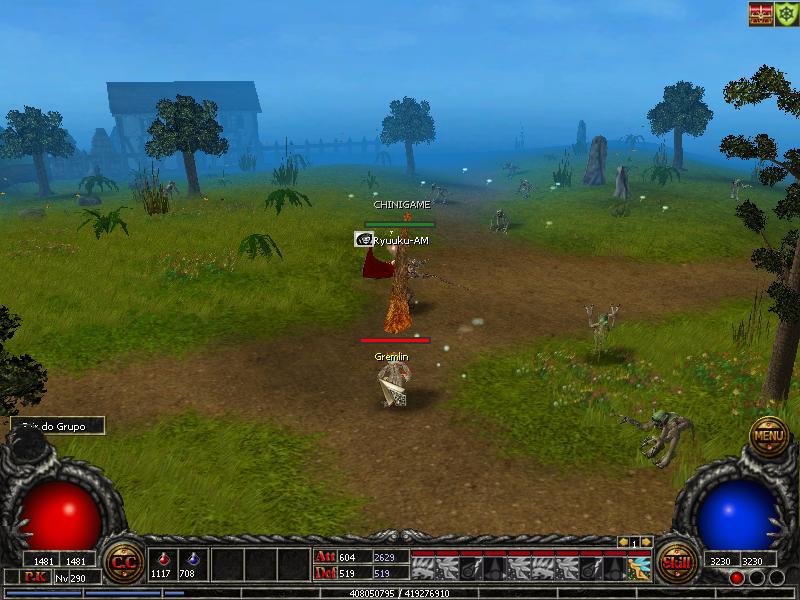 CHINIGAME
Ryuuku-AM
Gremlin
do Grupo
MENU
1481 1481
CC
1117 708
Att 604 2629
Def 519 519
1
Skill
3230 3230
P.K Nv 290
408050795 / 419276910